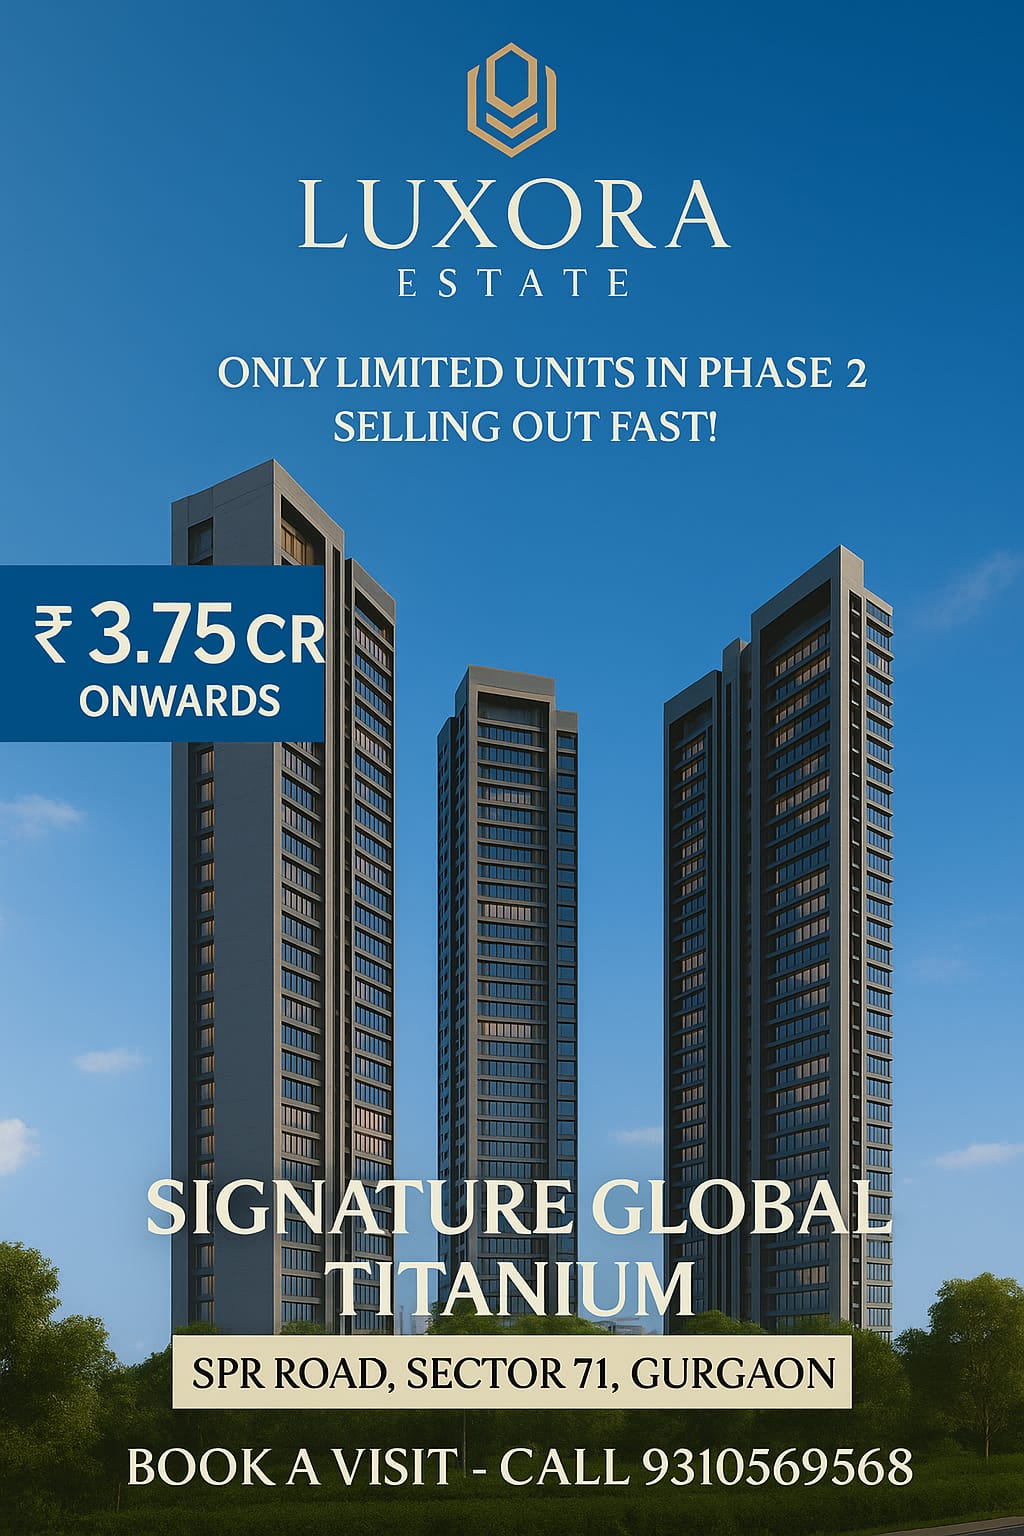 LUXORA
ESTATE
ONLY LIMITED UNITS IN PHASE 2
SELLING OUT FAST!
₹ 3.75 CR
ONWARDS
SIGNATURE GLOBAL
TITANIUM
SPR ROAD, SECTOR 71, GURGAON
BOOK A VISIT - CALL 9310569568